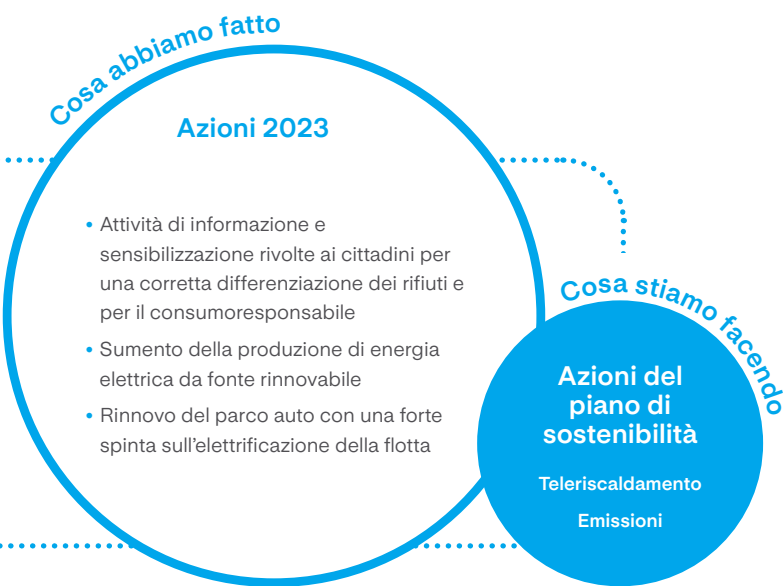 Cosa abbiamo fatto
Azioni 2023
• Attività di informazione e
sensibilizzazione rivolte ai cittadini per
una corretta differenziazione dei rifiuti e
per il consumoresponsabile
• Sumento della produzione di energia
elettrica da fonte rinnovabile
• Rinnovo del parco auto con una forte
spinta sull'elettrificazione della flotta
Cosa stiamo facendo
Azioni del
piano di
sostenibilità
Teleriscaldamento
Emissioni